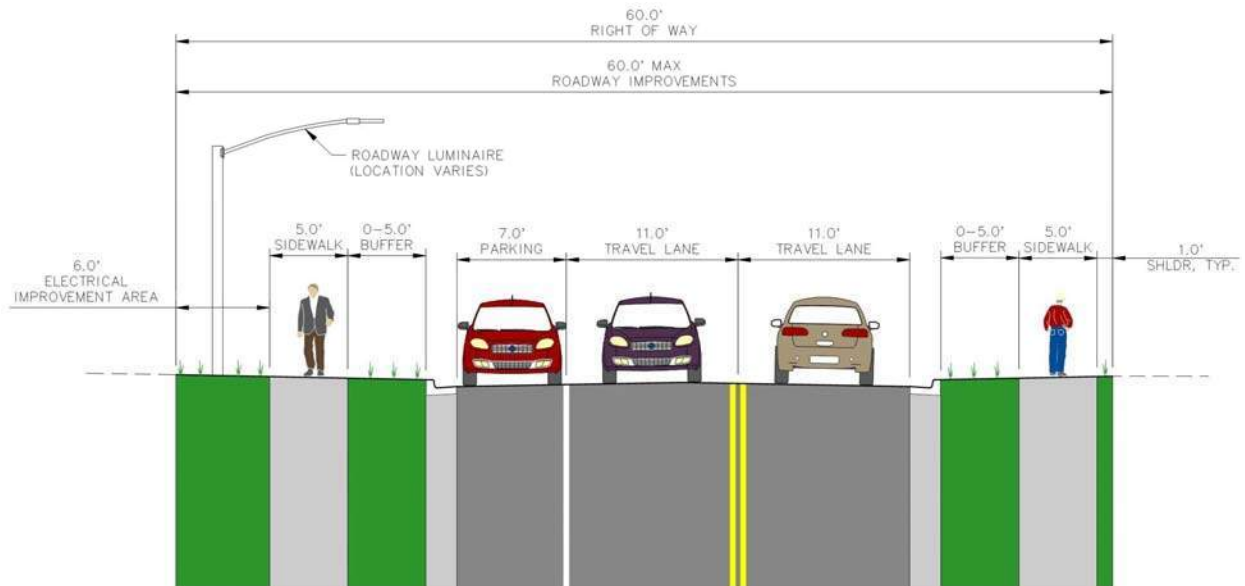 60.0'
RIGHT OF WAY
60.0' MAX
ROADWAY IMPROVEMENTS
ROADWAY LUMINAIRE
(LOCATION VARIES)
6.0'
ELECTRICAL
IMPROVEMENT AREA
5.0'
SIDEWALK
0-5.0'
BUFFER
7.0'
PARKING
11.0'
TRAVEL LANE
11.0'
TRAVEL LANE
0-5.0'
BUFFER
5.0'
SIDEWALK
1.0'
SHLDR, TYP.